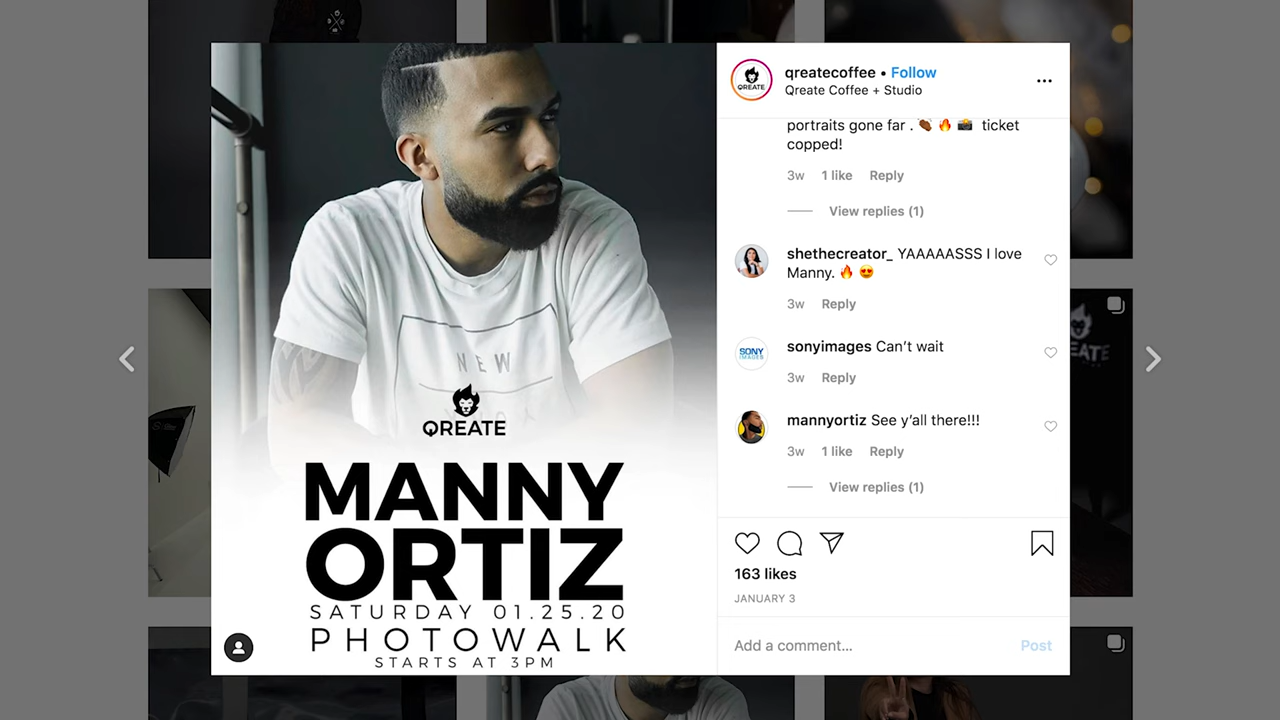 NEW
QREATE
MANNY
ORTIZ
SATURDAY 01.25.20
PHOTOWALK
STARTS AT 3PM
QREATE
qreatecoffee • Follow
Qreate Coffee + Studio
portraits gone far . 👏🏾 🔥 📸 ticket
copped!
3w 1 like Reply
View replies (1)
shethecreator_ YAAAAASSS I love
Manny. 🔥 😍
3w Reply
SONY
IMAGES
sonyimages Can't wait
3w Reply
mannyortiz See y'all there!!!
3w 1 like Reply
View replies (1)
163 likes
JANUARY 3
Add a comment... Post